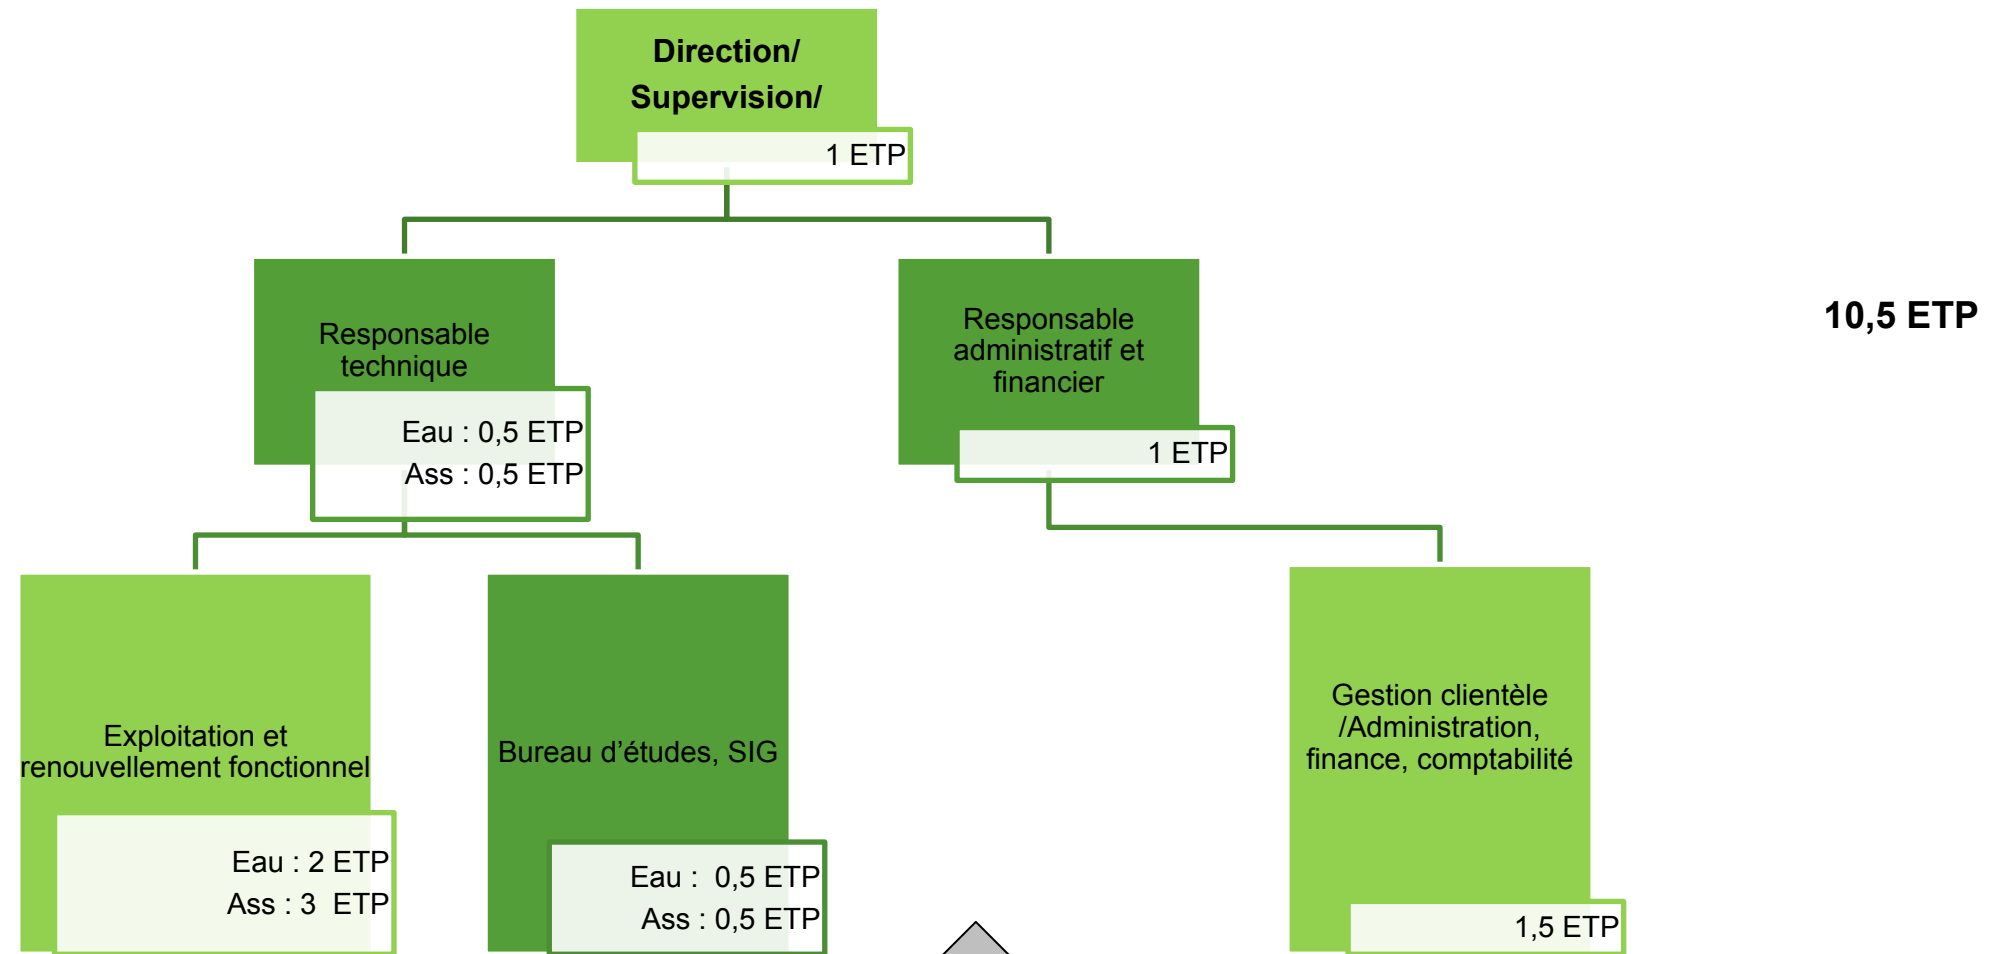 Direction/
Supervision/
1 ETP
Responsable
technique
Eau : 0,5 ETP
Ass : 0,5 ETP
Responsable
administratif et
financier
1 ETP
10,5 ETP
Exploitation et
renouvellement fonctionnel
Eau : 2 ETP
Ass : 3  ETP
Bureau d’études, SIG
Eau :  0,5 ETP
Ass : 0,5 ETP
Gestion clientèle
/Administration,
finance, comptabilité
1,5 ETP